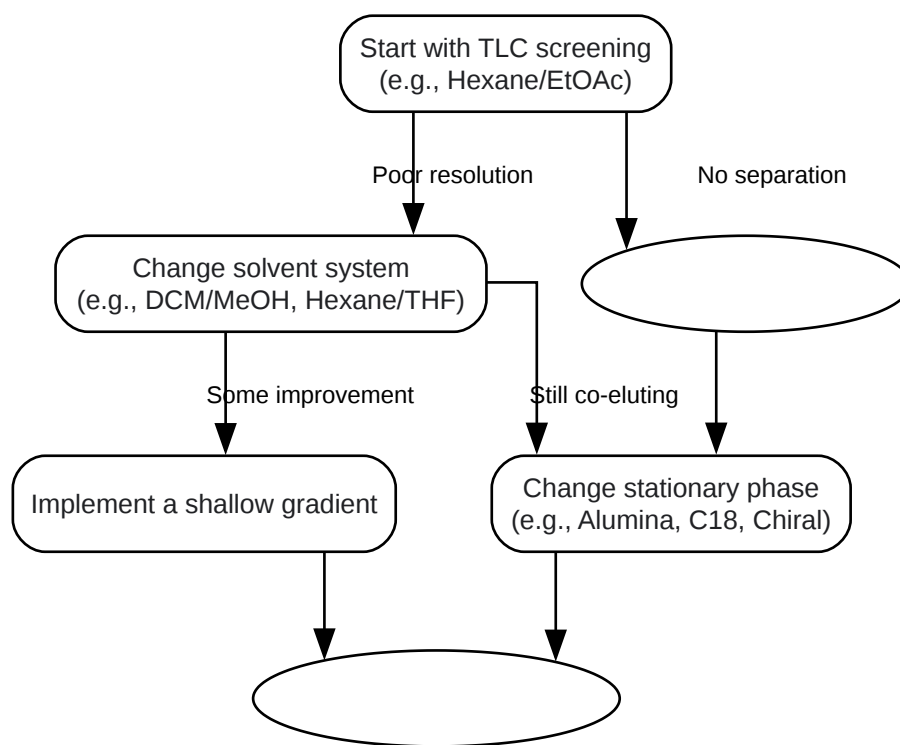 Start with TLC screening
(e.g., Hexane/EtOAc)
Poor resolution
No separation
Change solvent system
(e.g., DCM/MeOH, Hexane/THF)
Some improvement
Still co-eluting
Implement a shallow gradient
Change stationary phase
(e.g., Alumina, C18, Chiral)